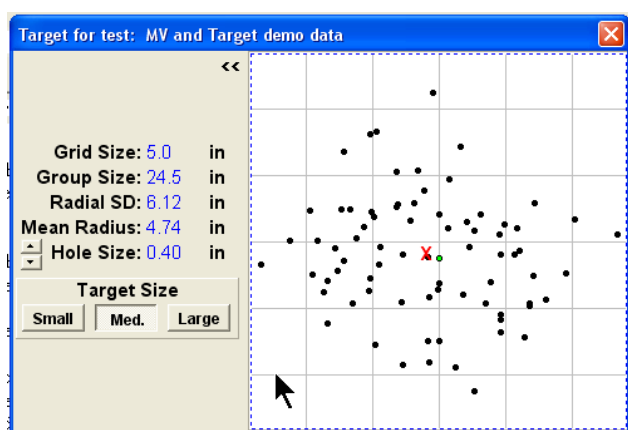 Target for test: MV and Target demo data
<<
Grid Size: 5.0 in
Group Size: 24.5 in
Radial SD: 6.12 in
Mean Radius: 4.74 in
Hole Size: 0.40 in
Target Size
Small Med. Large
X